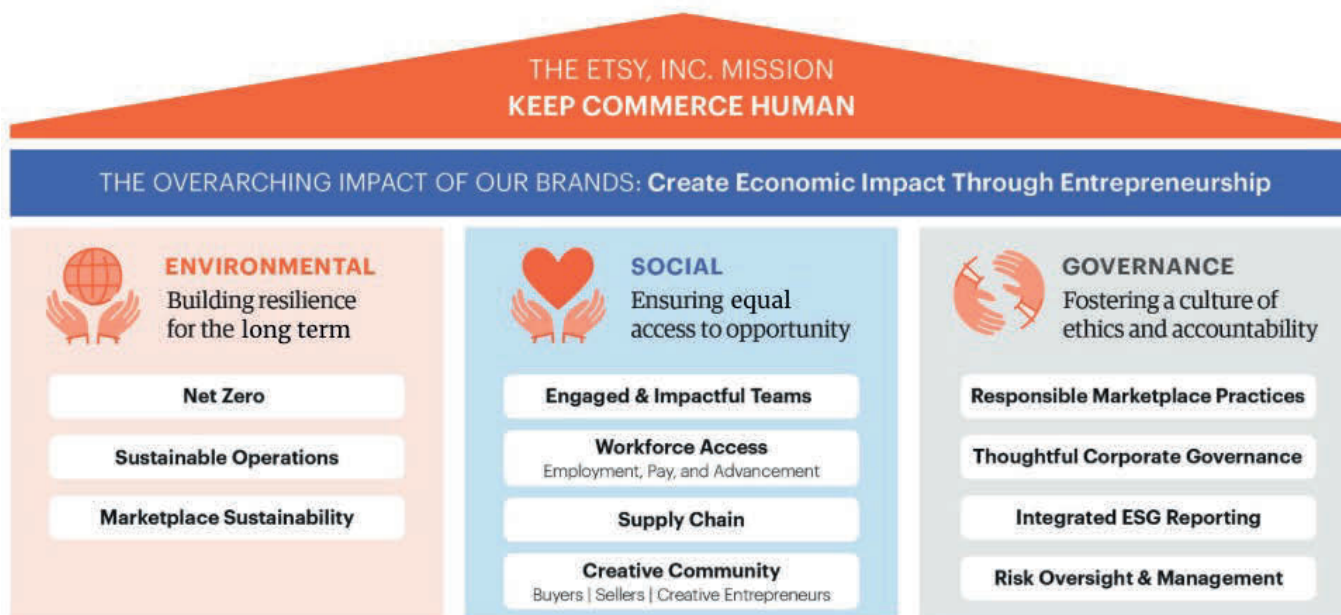 THE ETSY, INC. MISSION
KEEP COMMERCE HUMAN
THE OVERARCHING IMPACT OF OUR BRANDS: Create Economic Impact Through Entrepreneurship
ENVIRONMENTAL
Building resilience
for the long term
Net Zero
Sustainable Operations
Marketplace Sustainability
SOCIAL
Ensuring equal
access to opportunity
Engaged & Impactful Teams
Workforce Access
Employment, Pay, and Advancement
Supply Chain
Creative Community
Buyers | Sellers | Creative Entrepreneurs
GOVERNANCE
Fostering a culture of
ethics and accountability
Responsible Marketplace Practices
Thoughtful Corporate Governance
Integrated ESG Reporting
Risk Oversight & Management